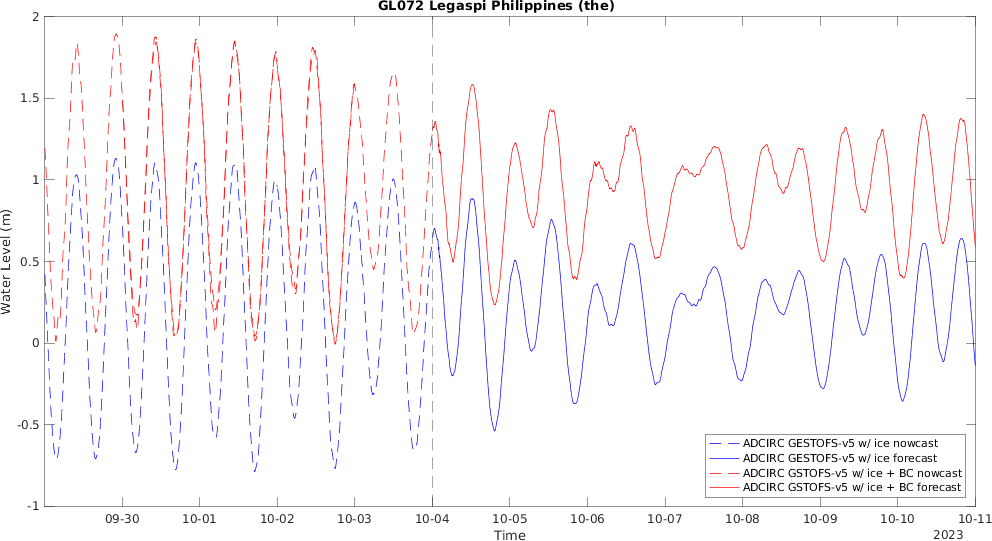 GL072 Legaspi Philippines (the)
2
1.5
1
0.5
0
-0.5
-1
Water Level (m)
09-30 10-01 10-02 10-03 10-04 10-05 10-06 10-07 10-08 10-09 10-10 10-11
Time
2023
ADCIRC GESTOFS-v5 w/ ice nowcast
ADCIRC GESTOFS-v5 w/ ice forecast
ADCIRC GSTOFS-v5 w/ ice + BC nowcast
ADCIRC GSTOFS-v5 w/ ice + BC forecast